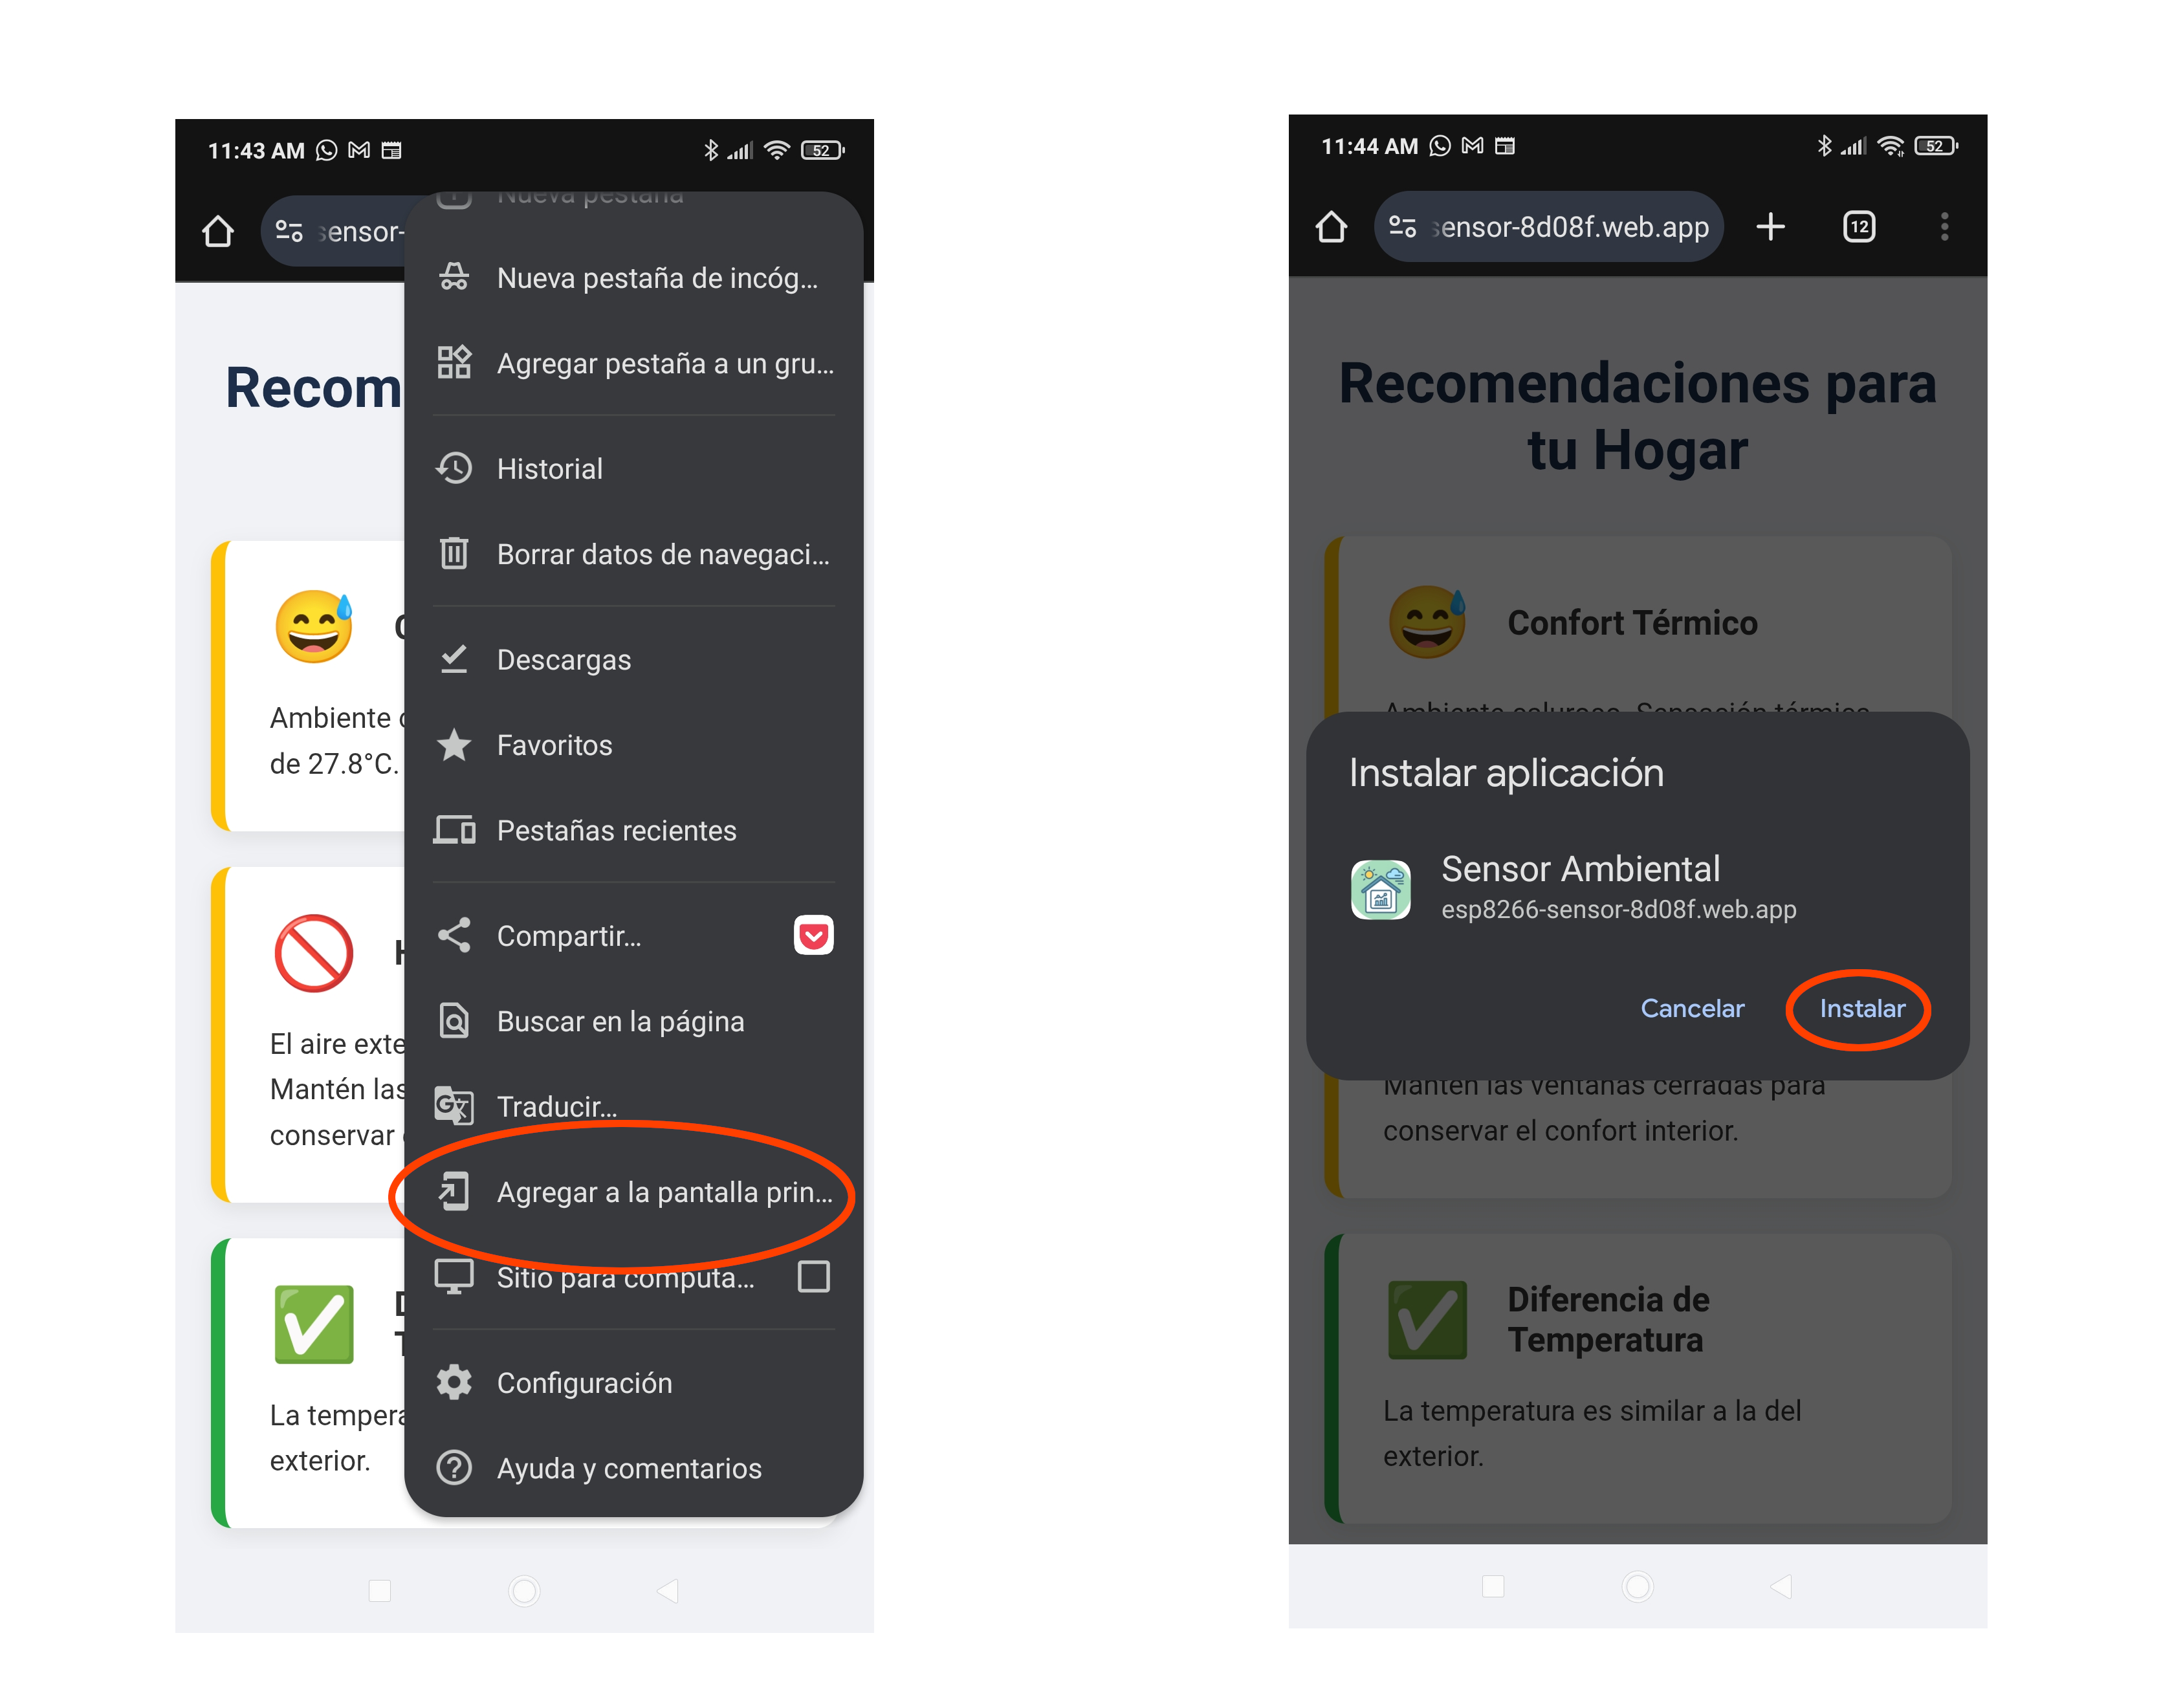 11:43 AM
52
sensor-
Nueva pestaña
Nueva pestaña de incóg...
Agregar pestaña a un gru...
Historial
Borrar datos de navegaci...
Descargas
Favoritos
Pestañas recientes
Compartir...
Buscar en la página
Traducir...
Agregar a la pantalla prin...
Sitio para computa...
Configuración
Ayuda y comentarios
Recom
Ambiente
de 27.8°C.
El aire exte
Mantén las
conservar
La tempera
exterior.
11:44 AM
52
sensor-8d08f.web.app
12
Recomendaciones para
tu Hogar
Confort Térmico
Ambiente caluroso. Sensación térmica
Instalar aplicación
Sensor Ambiental
esp8266-sensor-8d08f.web.app
Cancelar
Instalar
Mantén las ventanas cerradas para
conservar el confort interior.
Diferencia de
Temperatura
La temperatura es similar a la del
exterior.